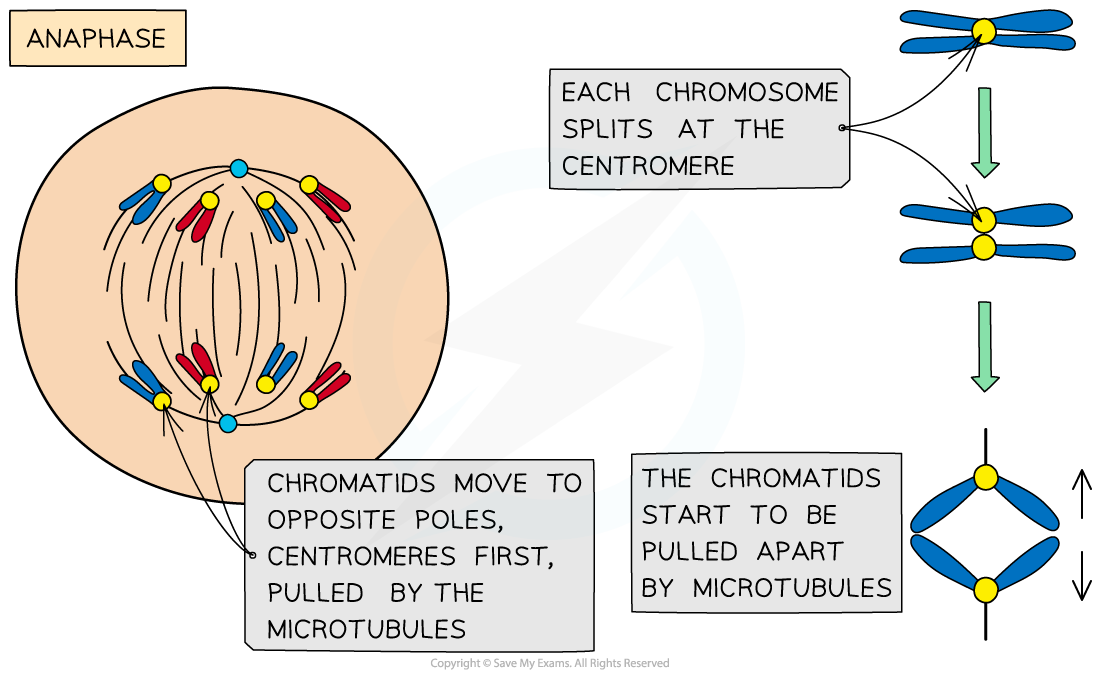 ANAPHASE
EACH CHROMOSOME
SPLITS AT THE
CENTROMERE
CHROMATIDS MOVE TO
OPPOSITE POLES,
CENTROMERES FIRST,
PULLED BY THE
MICROTUBULES
THE CHROMATIDS
START TO BE
PULLED APART
BY MICROTUBULES
Copyright © Save My Exams. All Rights Reserved